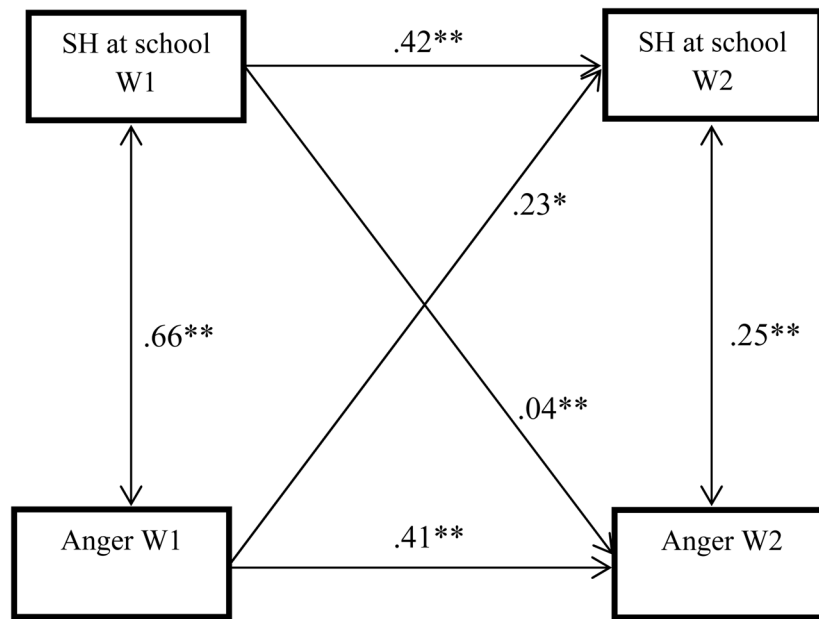 SH at school
W1
.42**
SH at school
W2
.23*
.66**
.25**
.04**
Anger W1
.41**
Anger W2